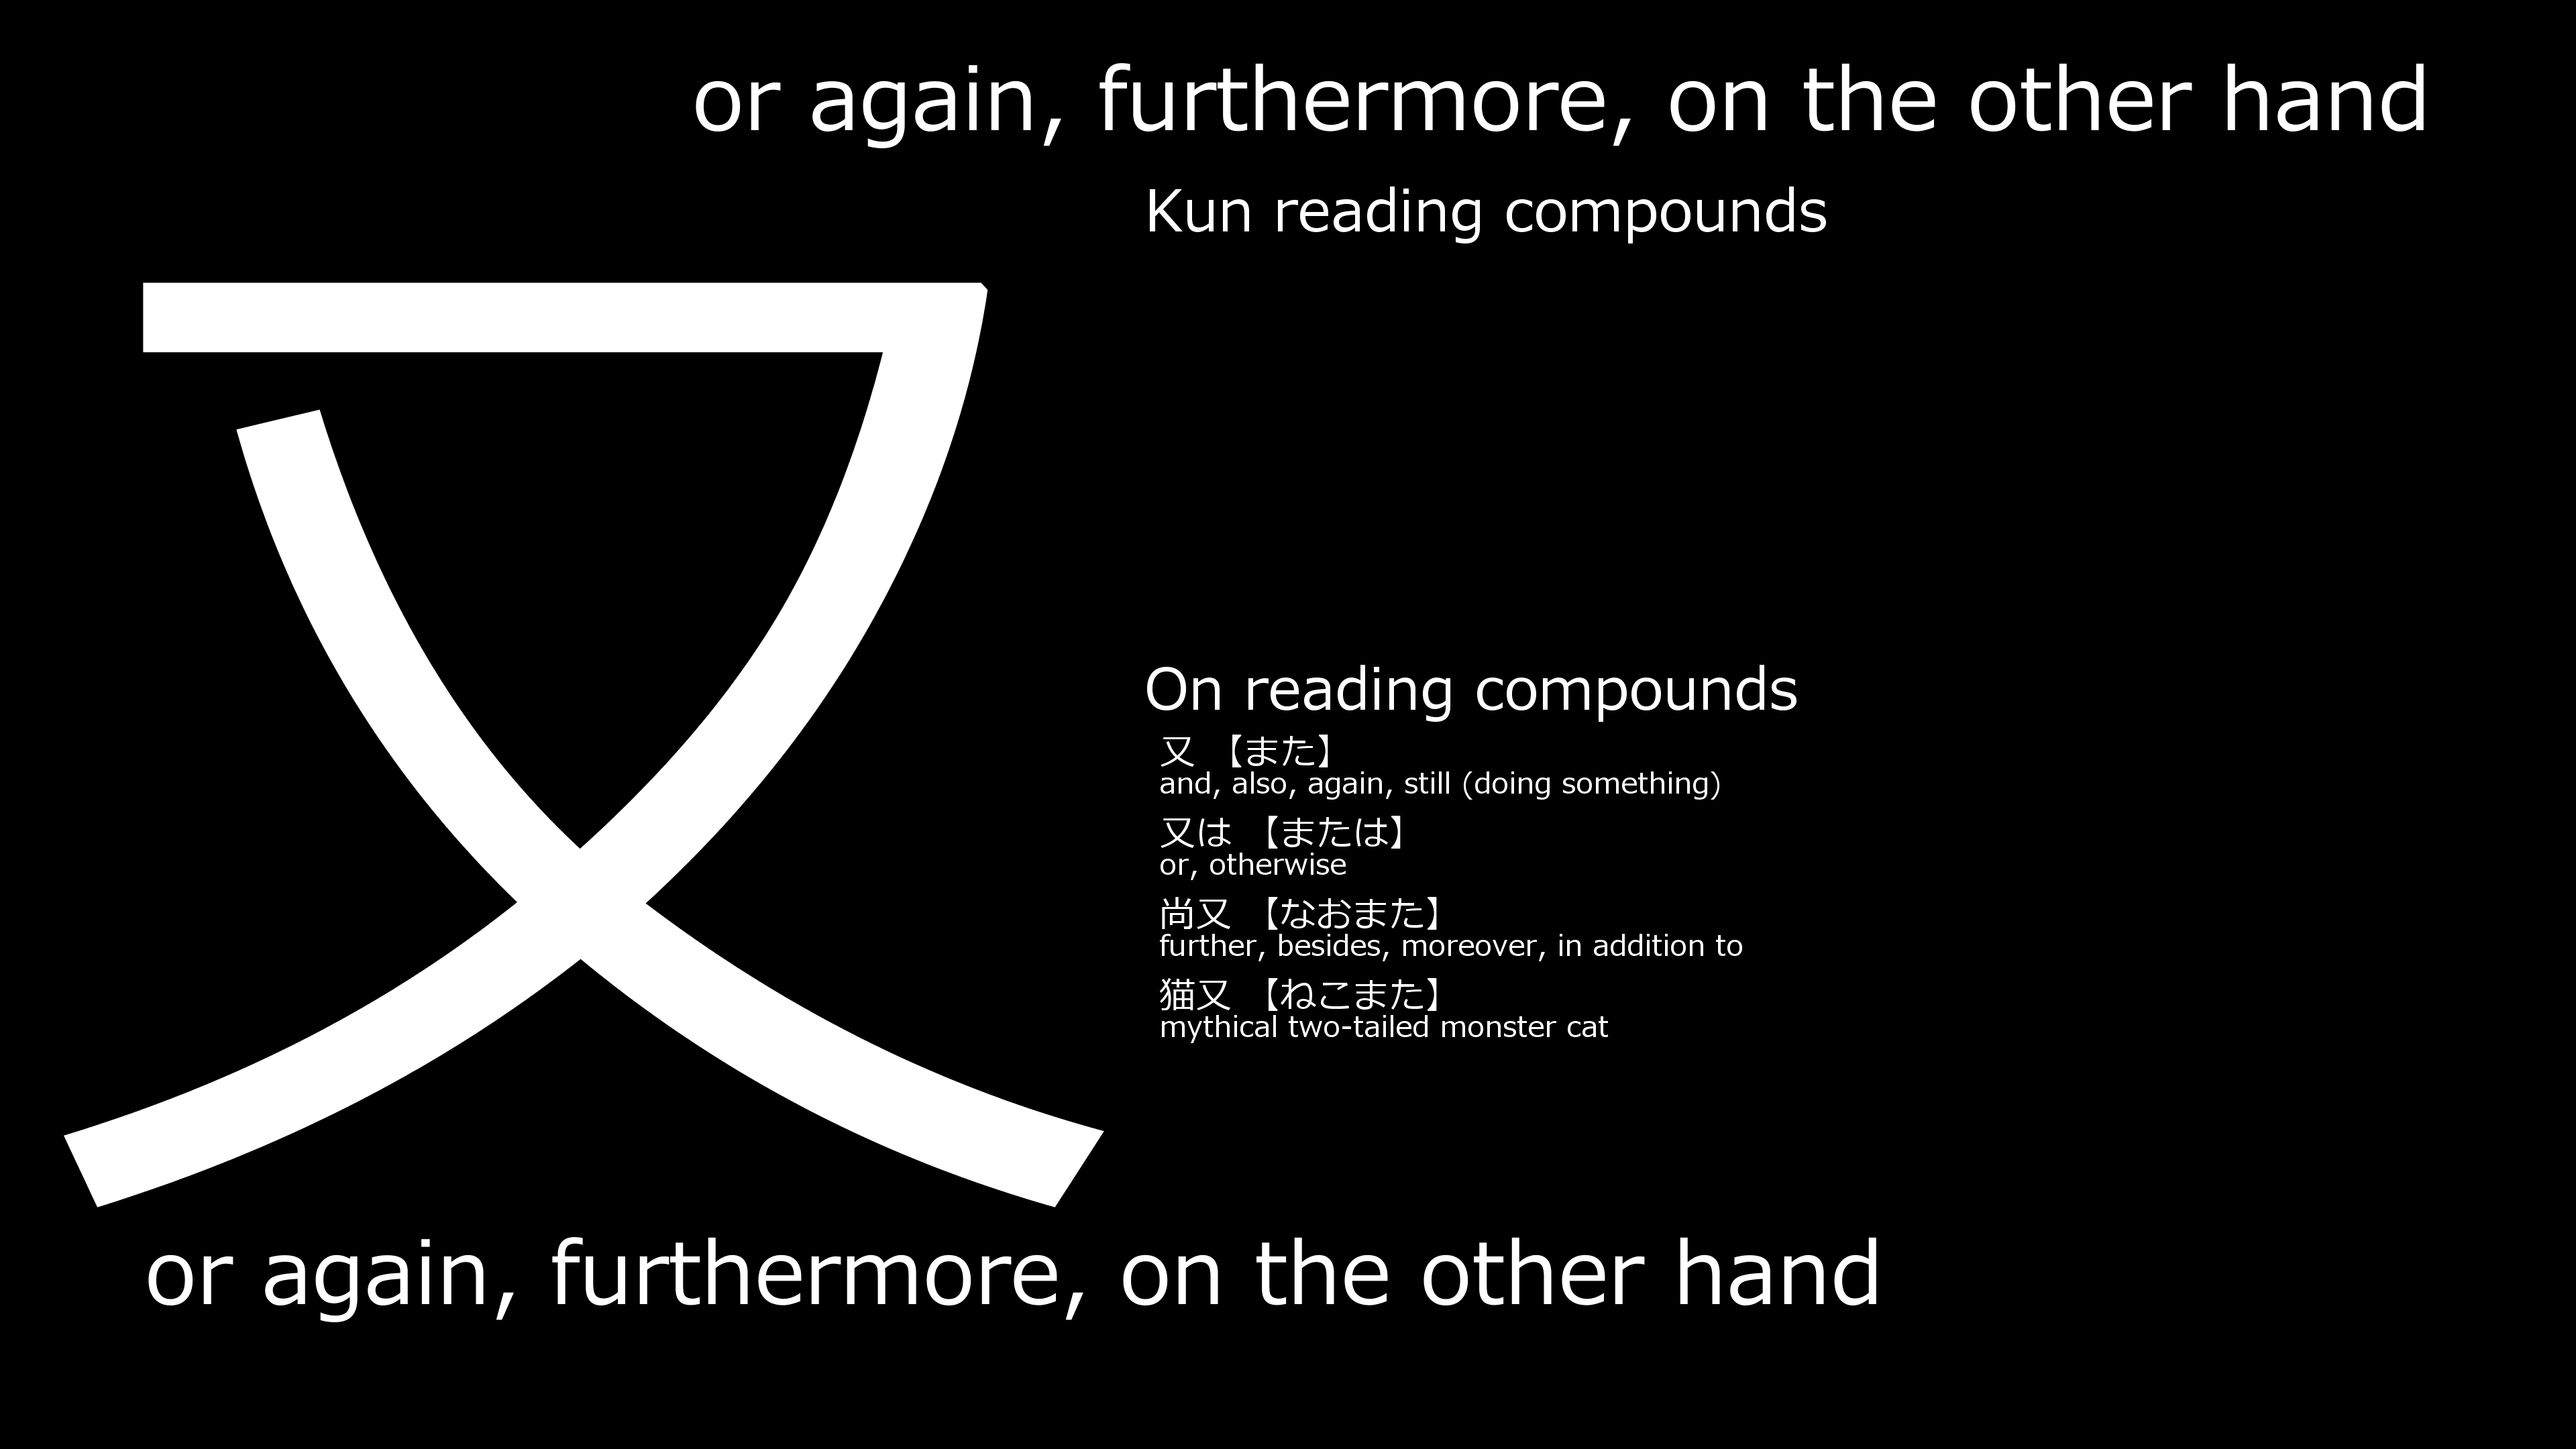 or again, furthermore, on the other hand
Kun reading compounds
又
On reading compounds
又 【また】
and, also, again, still (doing something)
又は 【または】
or, otherwise
尚又 【なおまた】
further, besides, moreover, in addition to
猫又 【ねこまた】
mythical two-tailed monster cat
or again, furthermore, on the other hand